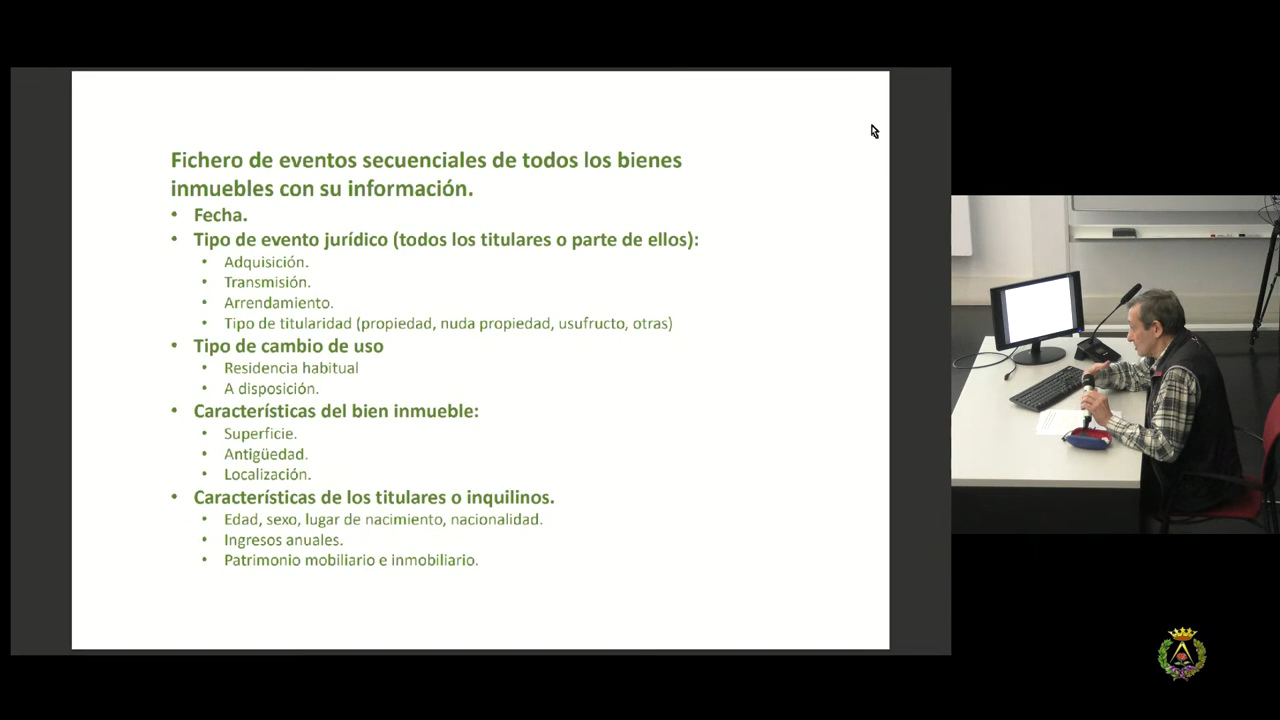 Fichero de eventos secuenciales de todos los bienes
inmuebles con su información.
• Fecha.
• Tipo de evento jurídico (todos los titulares o parte de ellos):
• Adquisición.
• Transmisión.
• Arrendamiento.
• Tipo de titularidad (propiedad, nuda propiedad, usufructo, otras)
• Tipo de cambio de uso
• Residencia habitual
• A disposición.
• Características del bien inmueble:
• Superficie.
• Antigüedad.
• Localización.
• Características de los titulares o inquilinos.
• Edad, sexo, lugar de nacimiento, nacionalidad.
• Ingresos anuales.
• Patrimonio mobiliario e inmobiliario.